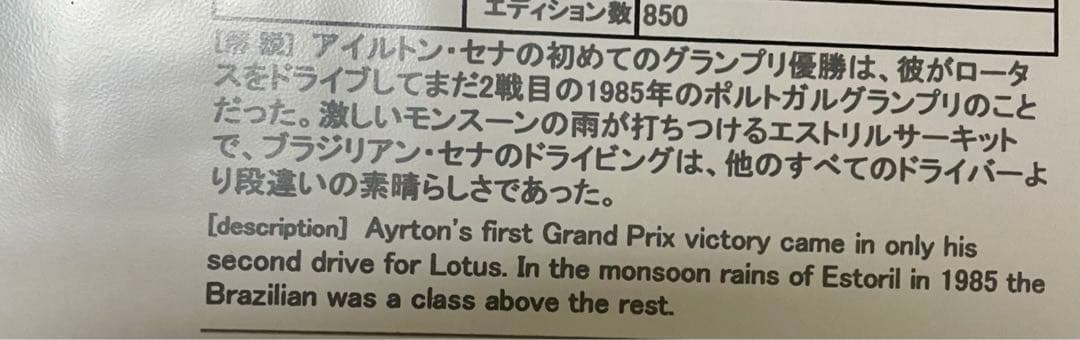 エディション数 850
[解 説] アイルトン・セナの初めてのグランプリ優勝は、彼がロータ
スをドライブしてまだ2戦目の1985年のポルトガルグランプリのこと
だった。激しいモンスーンの雨が打ちつけるエストリルサーキット
で、ブラジリアン・セナのドライビングは、他のすべてのドライバーよ
り段違いの素晴らしさであった。
[description] Ayrton's first Grand Prix victory came in only his
second drive for Lotus. In the monsoon rains of Estoril in 1985 the
Brazilian was a class above the rest.